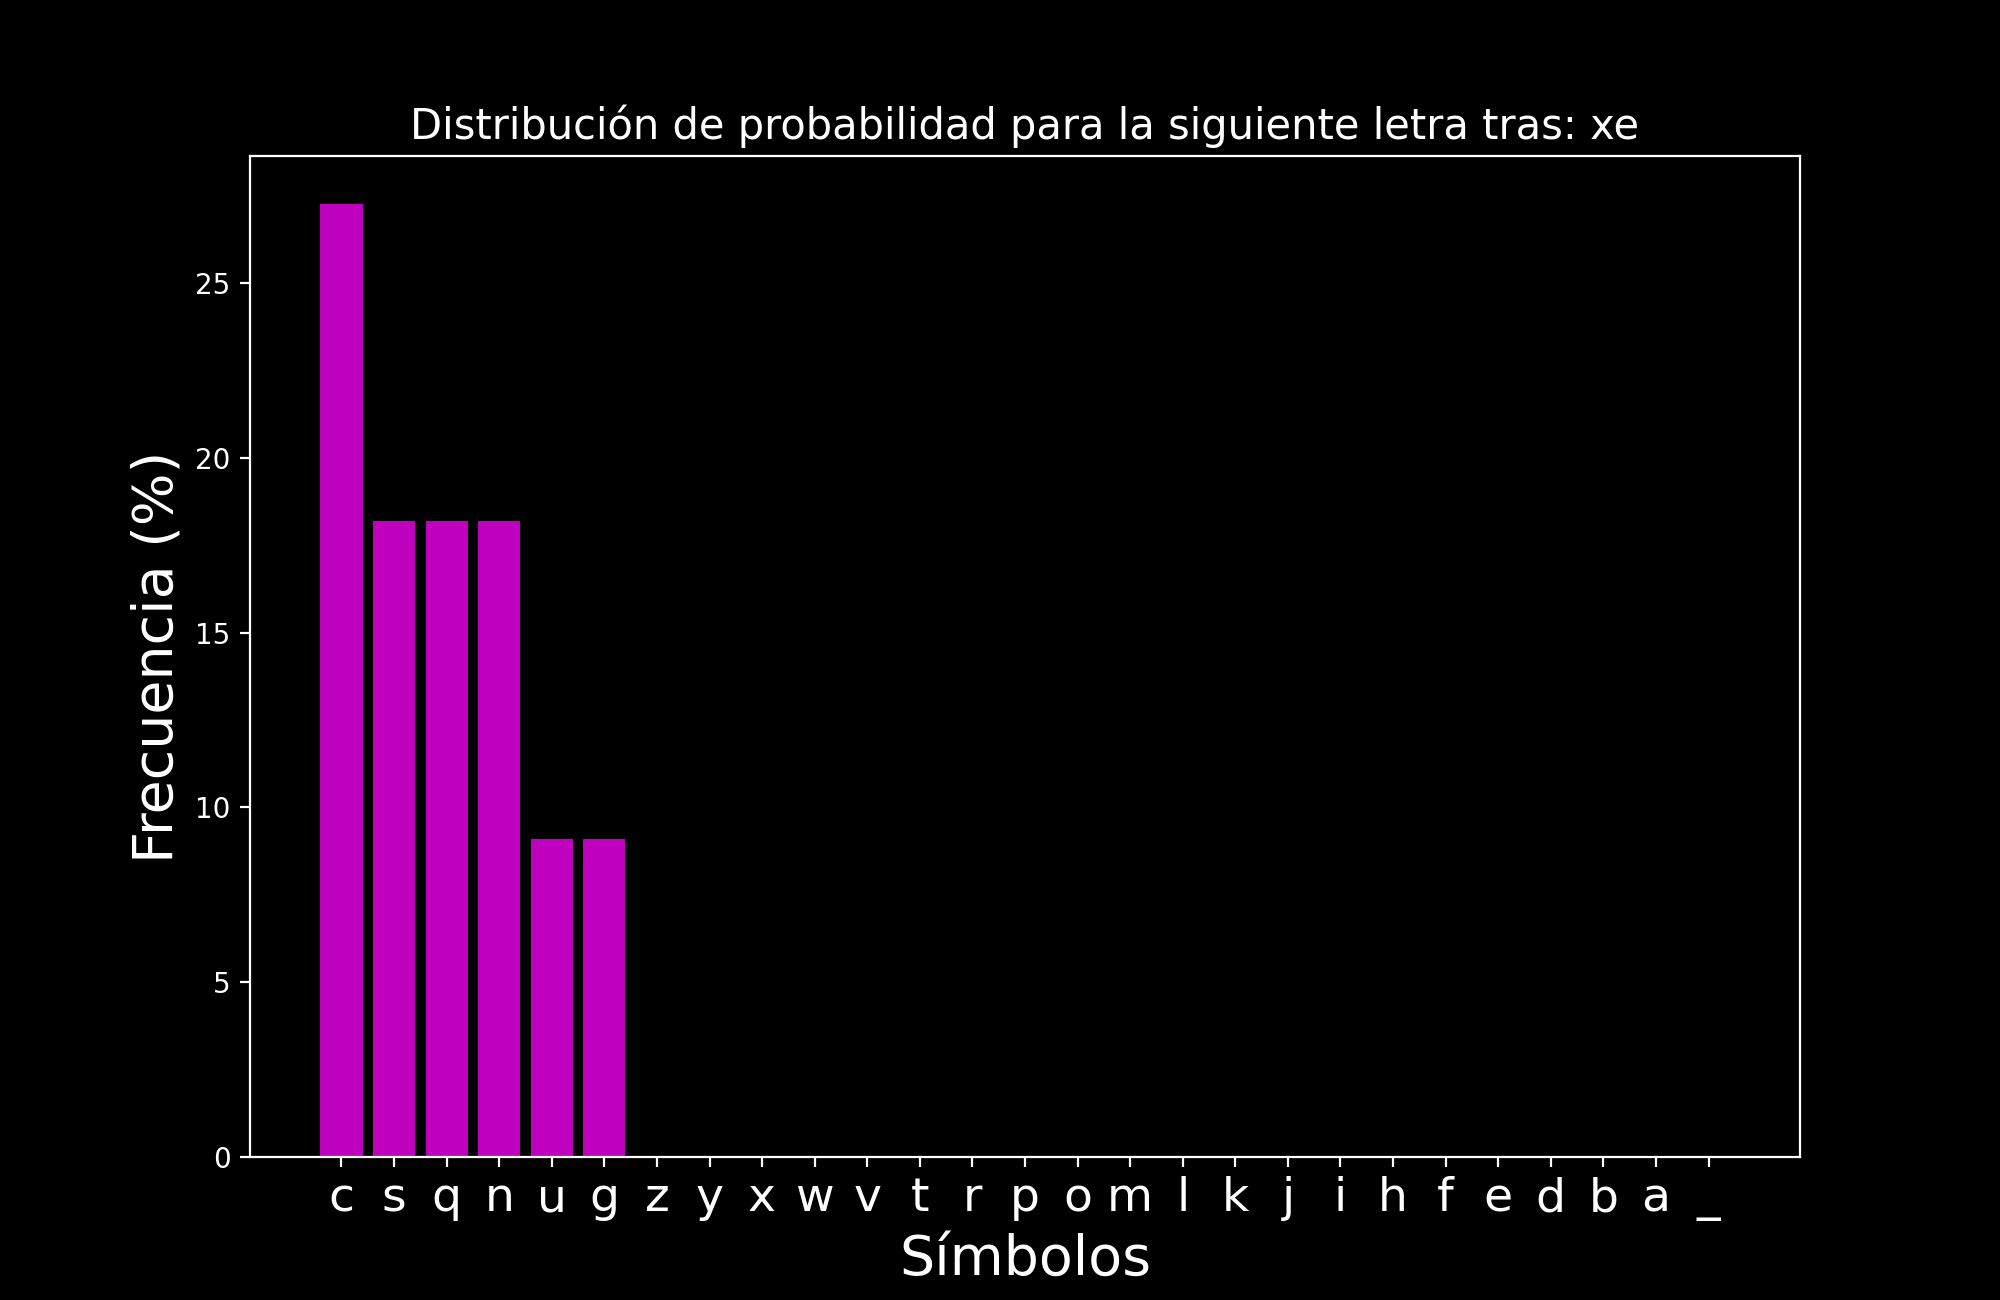 Distribución de probabilidad para la siguiente letra tras: xe
Frecuencia (%)
25
20
15
10
5
0
c s q n u g z y x w v t r p o m l k j i h f e d b a _
Símbolos